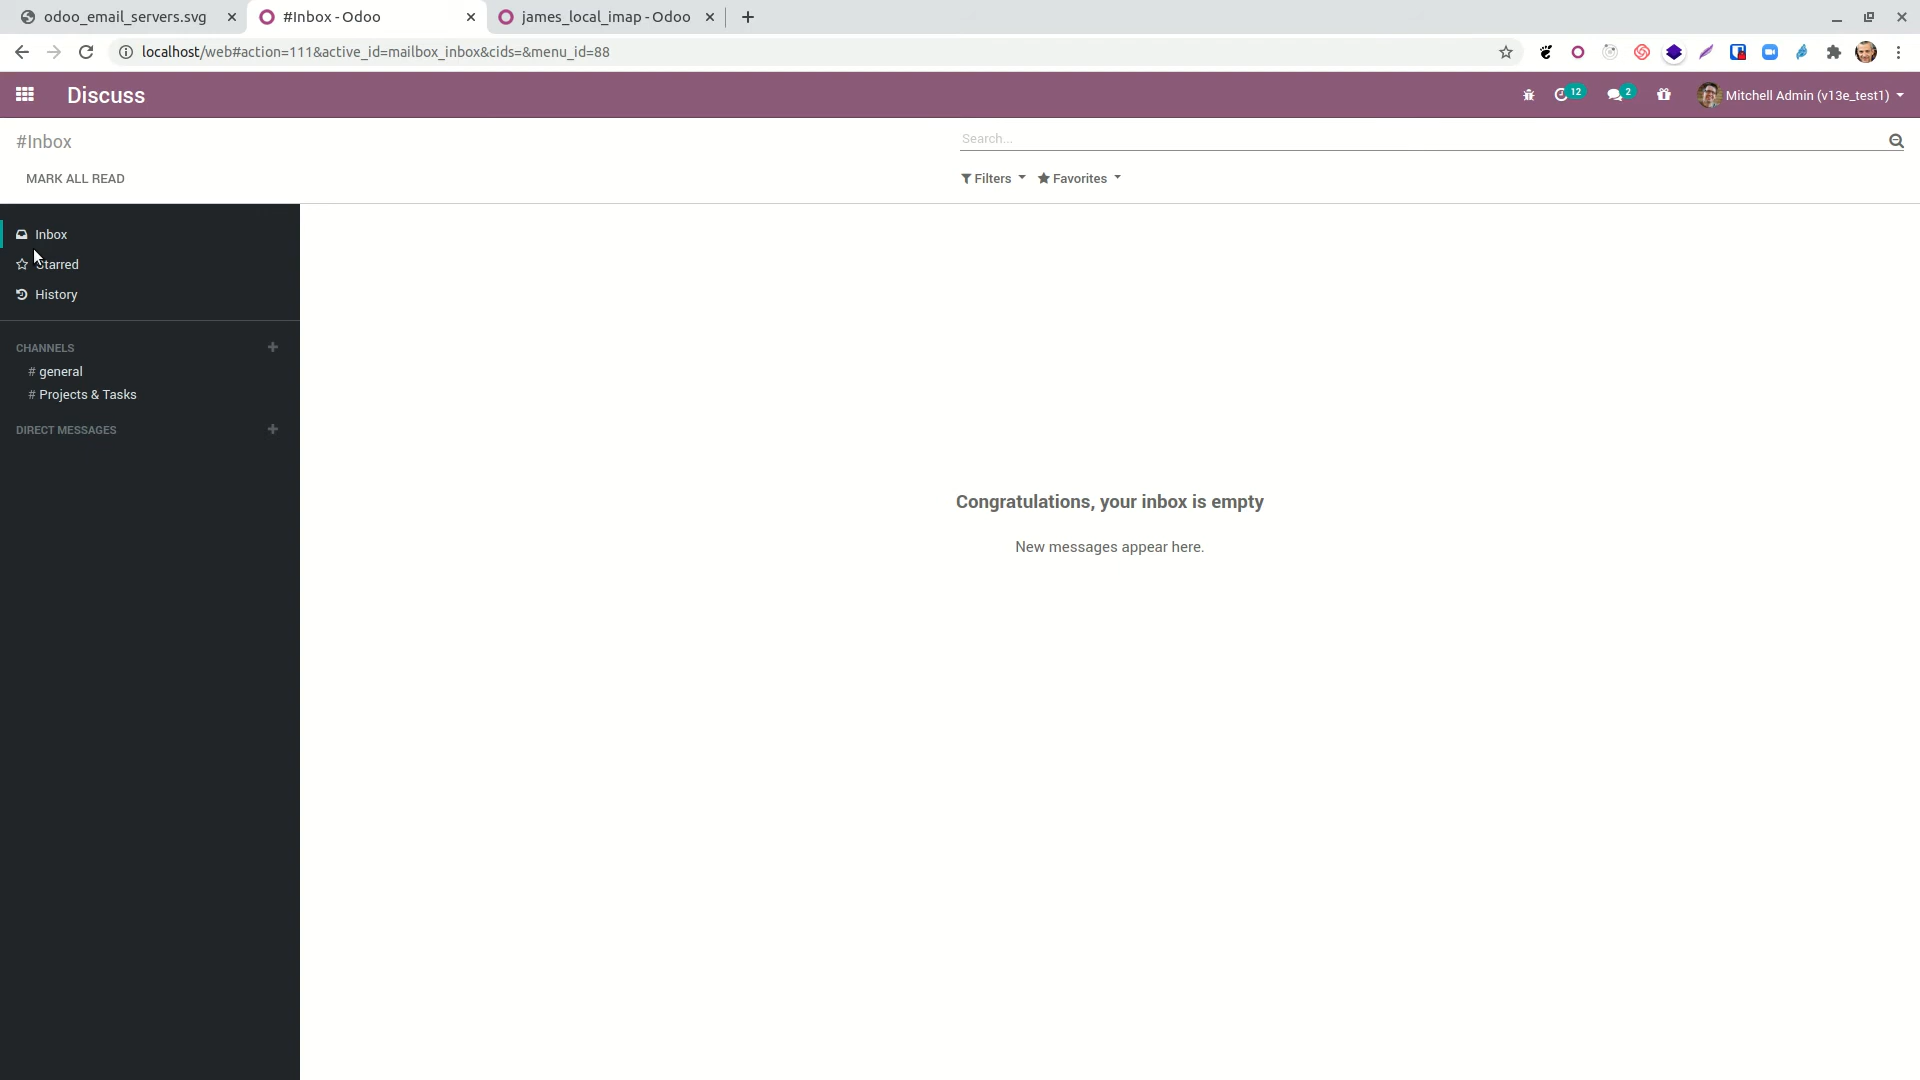 odoo_email_servers.svg
#Inbox - Odoo
james_local_imap - Odoo
localhost/web#action=111&active_id=mailbox_inbox&cids=&menu_id=88
Discuss
12
2
Mitchell Admin (v13e_test1)
#Inbox
Search...
MARK ALL READ
Filters
Favorites
Inbox
Starred
History
CHANNELS
# general
# Projects & Tasks
DIRECT MESSAGES
Congratulations, your inbox is empty
New messages appear here.